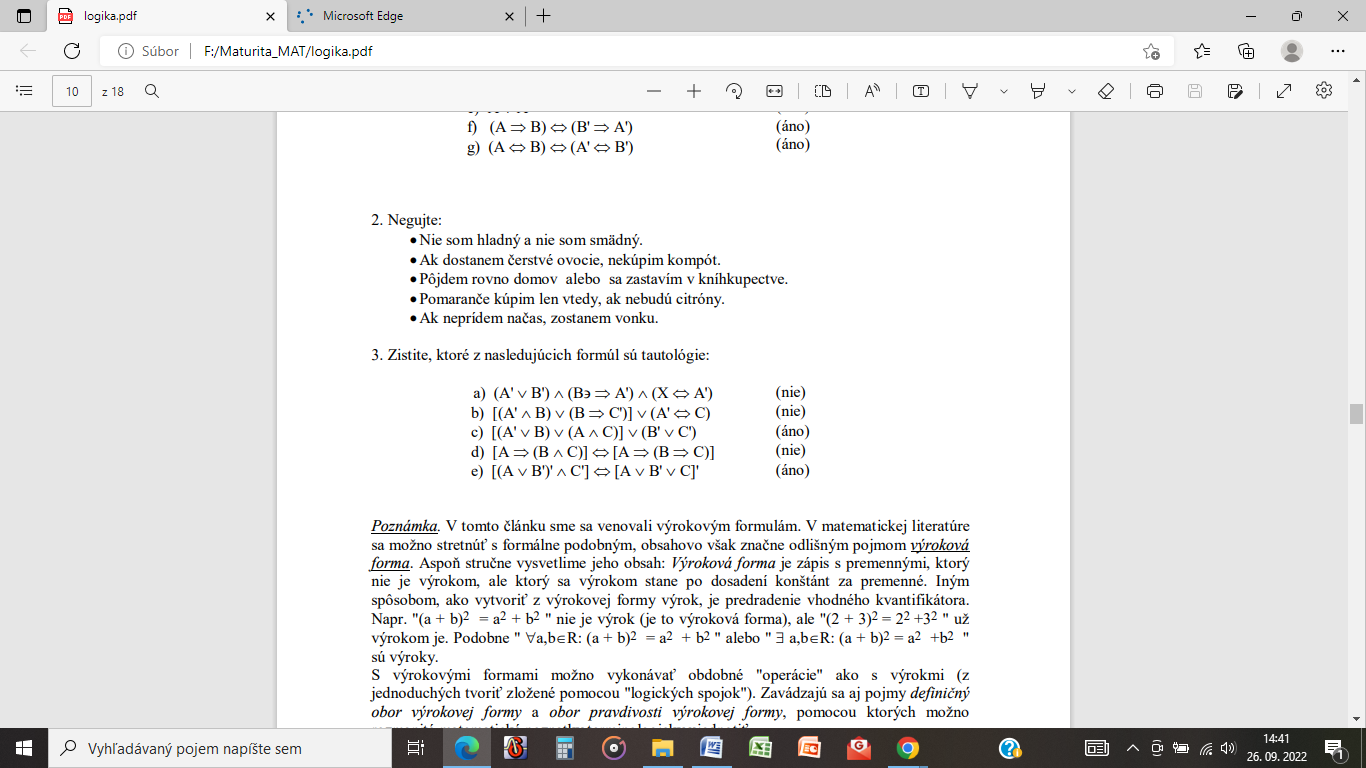 logika.pdf
Microsoft Edge
Súbor F:/Maturita_MAT/logika.pdf
10 z 18
f) (A ⇒ B) ⇔ (B' ⇒ A') (áno)
g) (A ⇔ B) ⇔ (A' ⇔ B') (áno)
2. Negujte:
• Nie som hladný a nie som smädný.
• Ak dostanem čerstvé ovocie, nekúpim kompót.
• Pôjdem rovno domov alebo sa zastavím v kníhkupectve.
• Pomaranče kúpim len vtedy, ak nebudú citróny.
• Ak neprídem načas, zostanem vonku.
3. Zistite, ktoré z nasledujúcich formúl sú tautológie:
a) (A' ∨ B') ∧ (Bэ ⇒ A') ∧ (X ⇔ A') (nie)
b) [(A' ∧ B) ∨ (B ⇒ C')] ∨ (A' ⇔ C) (nie)
c) [(A' ∨ B) ∨ (A ∧ C)] ∨ (B' ∨ C') (áno)
d) [A ⇒ (B ∧ C)] ⇔ [A ⇒ (B ⇒ C)] (nie)
e) [(A ∨ B')' ∧ C'] ⇔ [A ∨ B' ∨ C]' (áno)
Poznámka. V tomto článku sme sa venovali výrokovým formulám. V matematickej literatúre
sa možno stretnúť s formálne podobným, obsahovo však značne odlišným pojmom výroková
forma. Aspoň stručne vysvetlime jeho obsah: Výroková forma je zápis s premennými, ktorý
nie je výrokom, ale ktorý sa výrokom stane po dosadení konštánt za premenné. Iným
spôsobom, ako vytvoriť z výrokovej formy výrok, je predradenie vhodného kvantifikátora.
Napr. "(a + b)2 = a2 + b2 " nie je výrok (je to výroková forma), ale "(2 + 3)2 = 22 +32 " už
výrokom je. Podobne " ∀a,b∈R: (a + b)2 = a2 + b2 " alebo " ∃ a,b∈R: (a + b)2 = a2 +b2 "
sú výroky.
S výrokovými formami možno vykonávať obdobné "operácie" ako s výrokmi (z
jednoduchých tvoriť zložené pomocou "logických spojok"). Zavádzajú sa aj pojmy definičný
obor výrokovej formy a obor pravdivosti výrokovej formy, pomocou ktorých možno
Vyhľadávaný pojem napíšte sem
14:41
26. 09. 2022
1